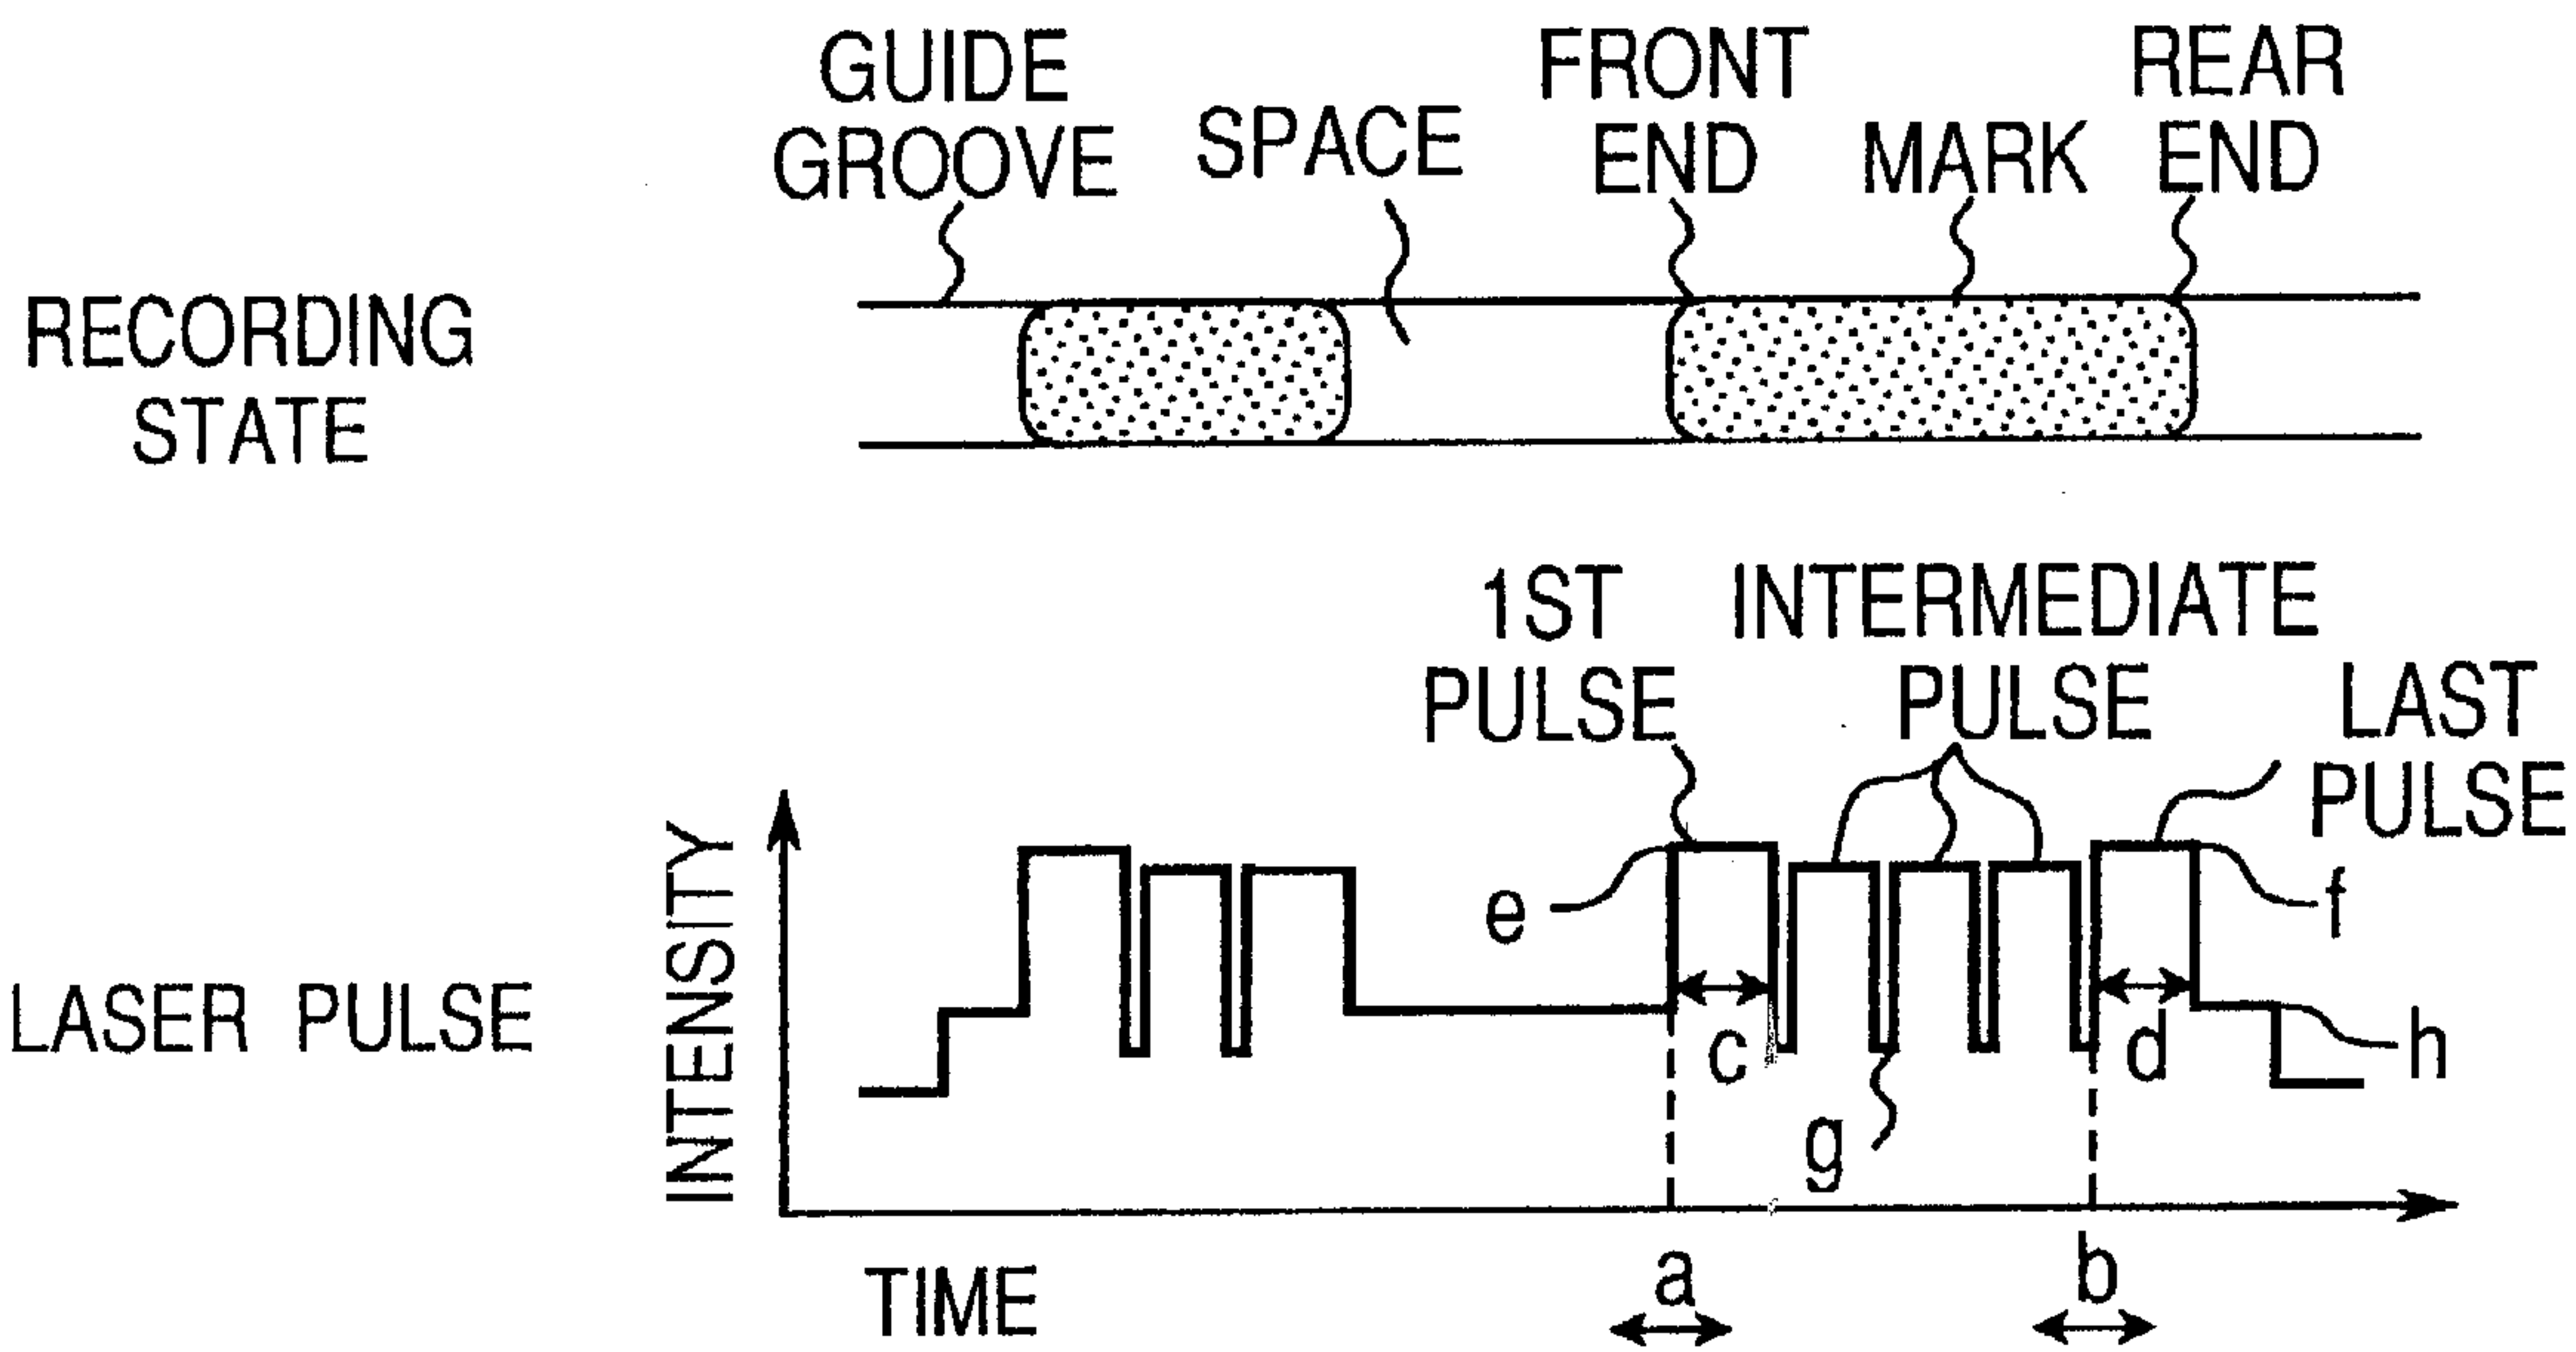 GUIDE
GROOVE
SPACE
FRONT
END
MARK
REAR
END
RECORDING
STATE
1ST
PULSE
INTERMEDIATE
PULSE
LAST
PULSE
LASER PULSE
INTENSITY
e
f
c
d
h
g
TIME
a
b